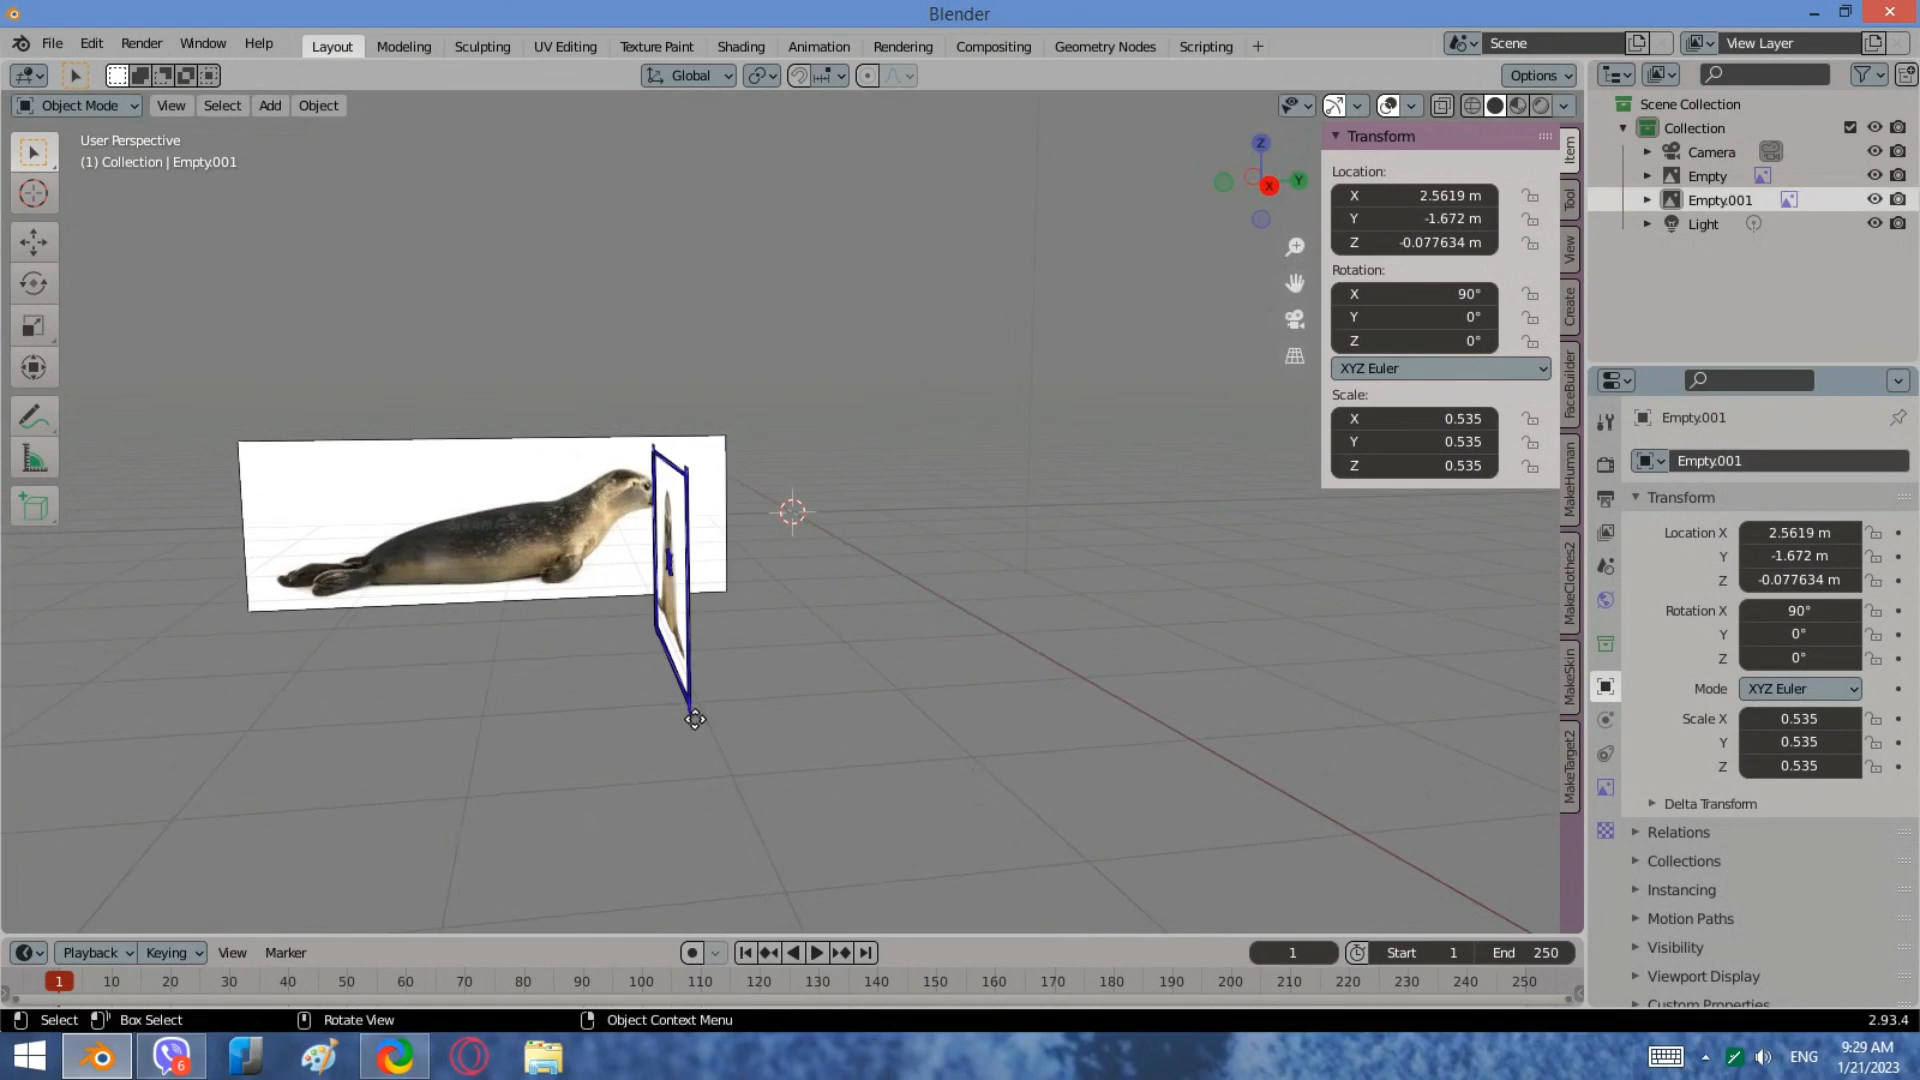 Blender
File Edit Render Window Help Layout Modeling Sculpting UV Editing Texture Paint Shading Animation Rendering Compositing Geometry Nodes Scripting + Scene View Layer
Global Options
Object Mode View Select Add Object
User Perspective
(1) Collection | Empty.001
Z
Y
X
Transform
Location:
X 2.5619 m
Y -1.672 m
Z -0.077634 m
Rotation:
X 90°
Y 0°
Z 0°
XYZ Euler
Scale:
X 0.535
Y 0.535
Z 0.535
Item
Tool
View
Create
FaceBuilder
MakeHuman
MakeClothes2
MakeSkin
MakeTarget2
Scene Collection
Collection
Camera
Empty
Empty.001
Light
Empty.001
Empty.001
Transform
Location X 2.5619 m
Y -1.672 m
Z -0.077634 m
Rotation X 90°
Y 0°
Z 0°
Mode XYZ Euler
Scale X 0.535
Y 0.535
Z 0.535
Delta Transform
Relations
Collections
Instancing
Motion Paths
Visibility
Viewport Display
Custom Properties
Playback Keying View Marker 1 Start 1 End 250
1 10 20 30 40 50 60 70 80 90 100 110 120 130 140 150 160 170 180 190 200 210 220 230 240 250
Select Box Select Rotate View Object Context Menu 2.93.4
6 ENG 9:29 AM
1/21/2023